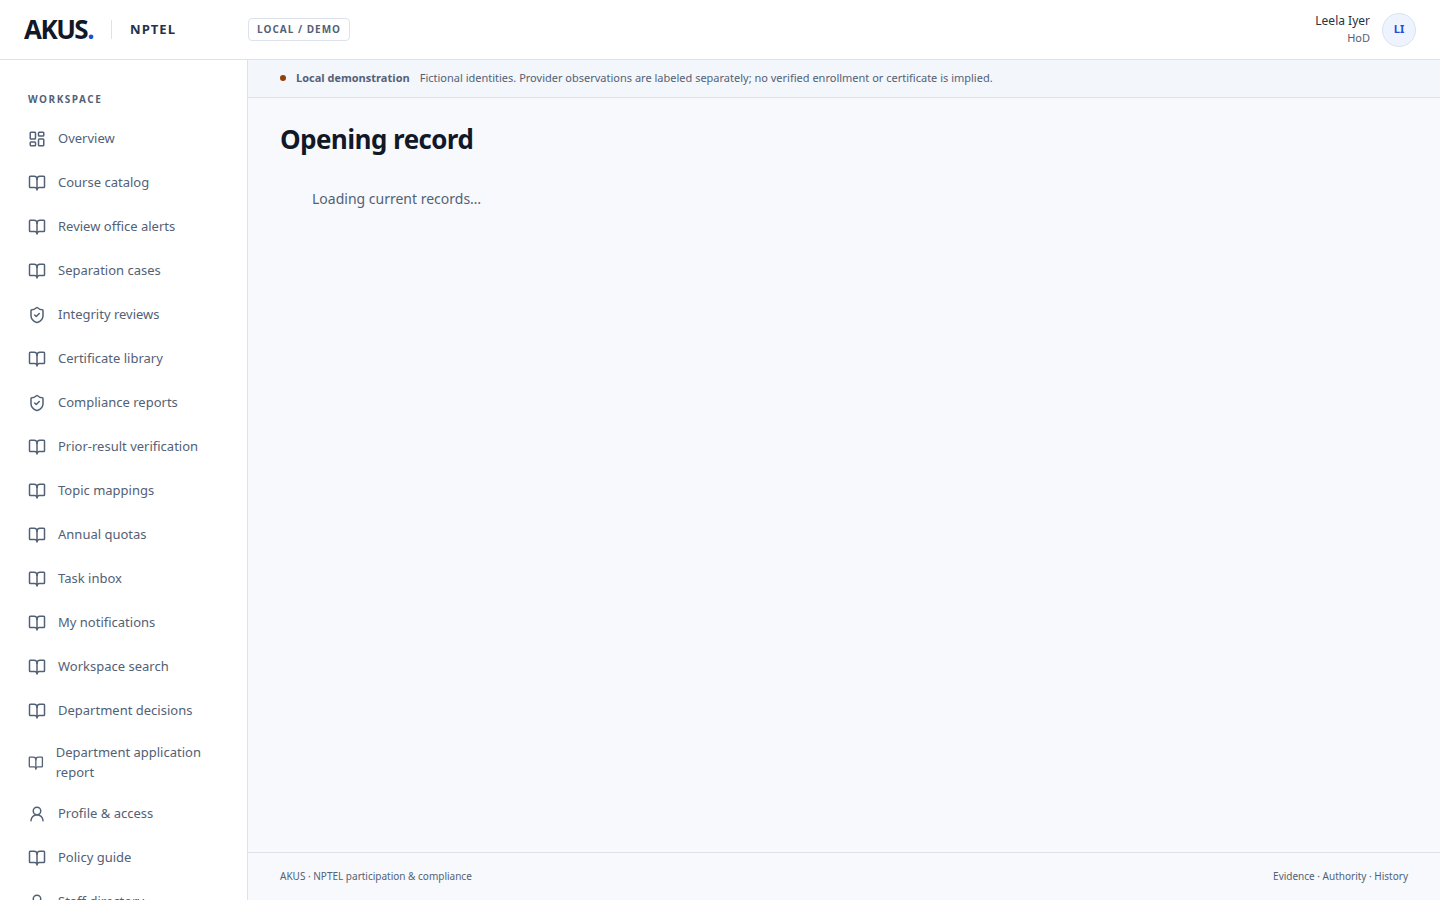 AKUS.
NPTEL
LOCAL / DEMO
Leela Iyer
HoD
LI
Local demonstration Fictional identities. Provider observations are labeled separately; no verified enrollment or certificate is implied.
WORKSPACE
Overview
Course catalog
Review office alerts
Separation cases
Integrity reviews
Certificate library
Compliance reports
Prior-result verification
Topic mappings
Annual quotas
Task inbox
My notifications
Workspace search
Department decisions
Department application
report
Profile & access
Policy guide
Staff directory
Opening record
Loading current records...
AKUS · NPTEL participation & compliance
Evidence · Authority · History